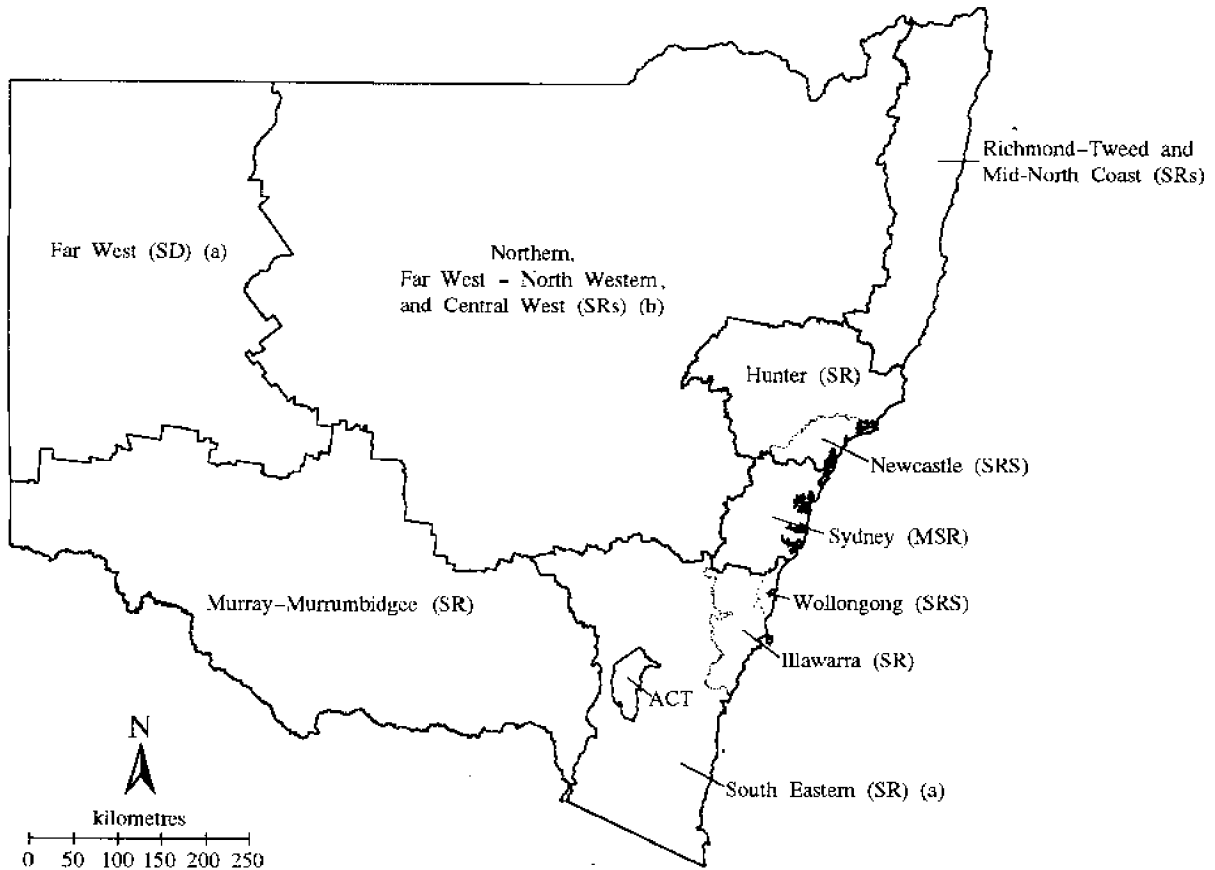 Richmond–Tweed and
Mid-North Coast (SRs)
Far West (SD) (a)
Northern,
Far West – North Western,
and Central West (SRs) (b)
Hunter (SR)
Newcastle (SRS)
Sydney (MSR)
Murray–Murrumbidgee (SR)
Wollongong (SRS)
Illawarra (SR)
ACT
South Eastern (SR) (a)
N
kilometres
0 50 100 150 200 250